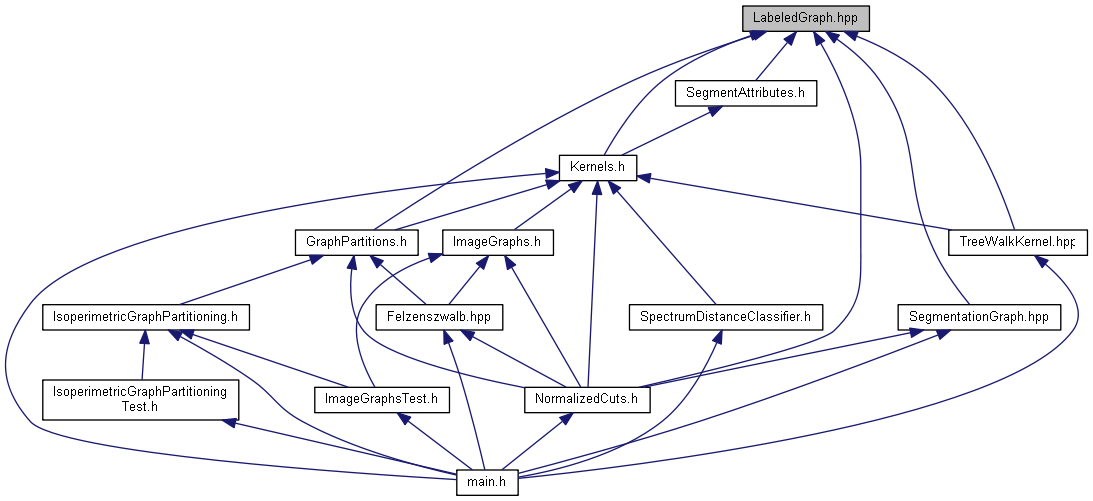 LabeledGraph.hpp
SegmentAttributes.h
Kernels.h
GraphPartitions.h
ImageGraphs.h
TreeWalkKernel.hpp
IsoperimetricGraphPartitioning.h
Felzenszwalb.hpp
SpectrumDistanceClassifier.h
SegmentationGraph.hpp
IsoperimetricGraphPartitioning
Test.h
ImageGraphsTest.h
NormalizedCuts.h
main.h